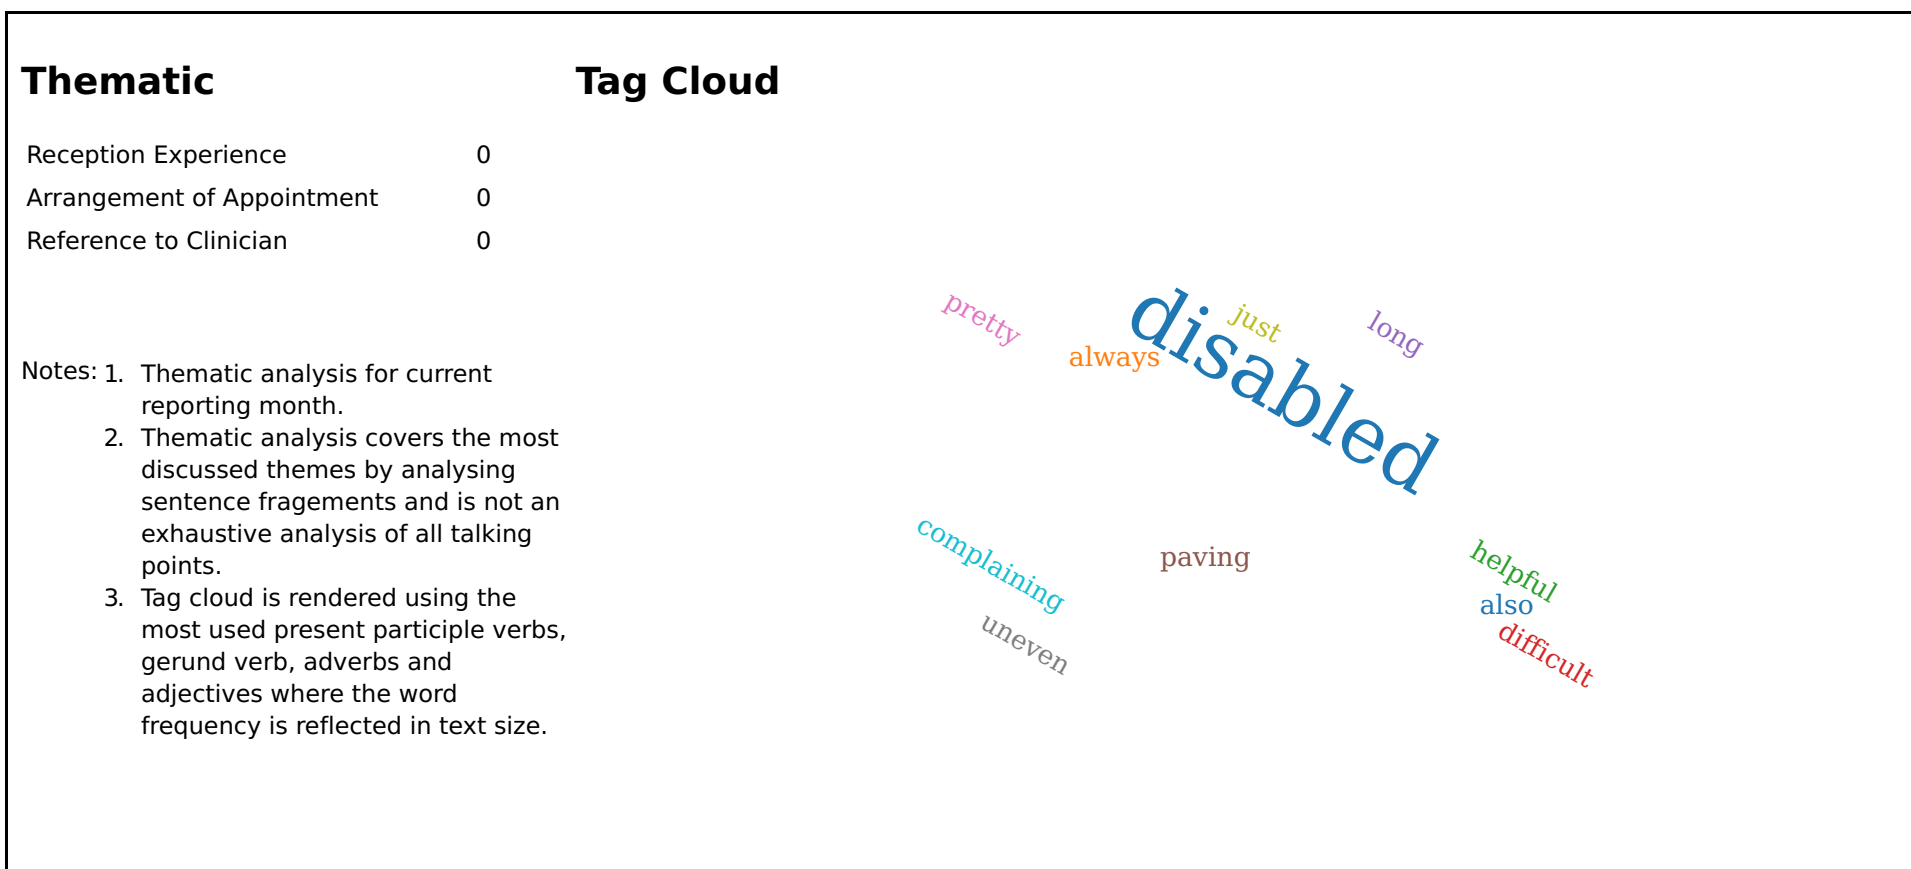 Thematic
Reception Experience 0
Arrangement of Appointment 0
Reference to Clinician 0
Notes: 1. Thematic analysis for current
reporting month.
2. Thematic analysis covers the most
discussed themes by analysing
sentence fragements and is not an
exhaustive analysis of all talking
points.
3. Tag cloud is rendered using the
most used present participle verbs,
gerund verb, adverbs and
adjectives where the word
frequency is reflected in text size.
Tag Cloud
pretty
always
disabled
just
long
complaining
paving
uneven
helpful
also
difficult